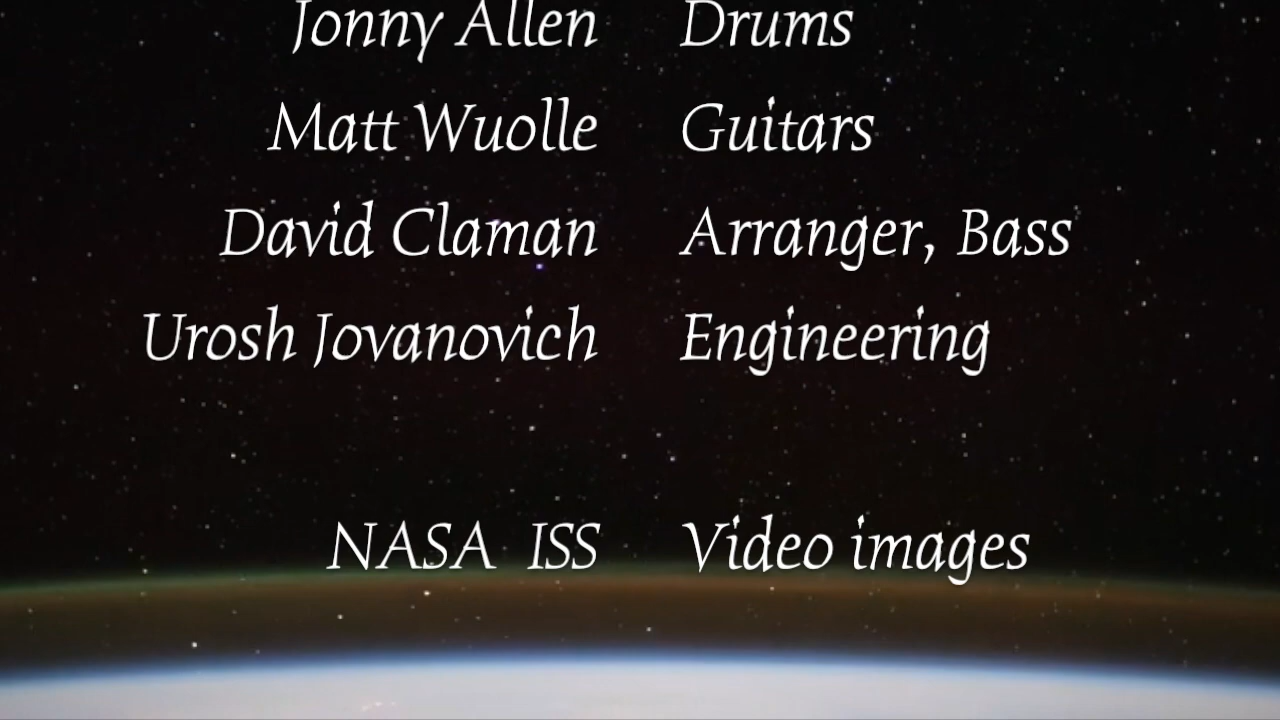 Jonny Allen Drums
Matt Wuolle Guitars
David Claman Arranger, Bass
Urosh Jovanovich Engineering
NASA ISS Video images